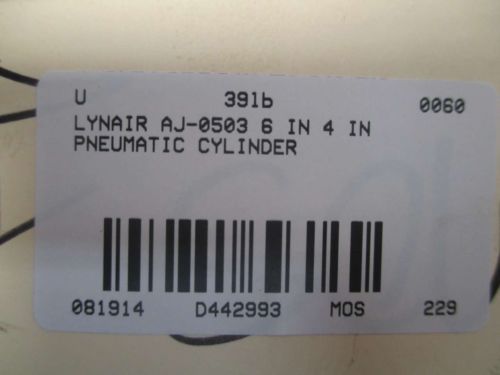 U 391b 0060
LYNAIR AJ-0503 6 IN 4 IN
PNEUMATIC CYLINDER
081914 D442993 MOS 229